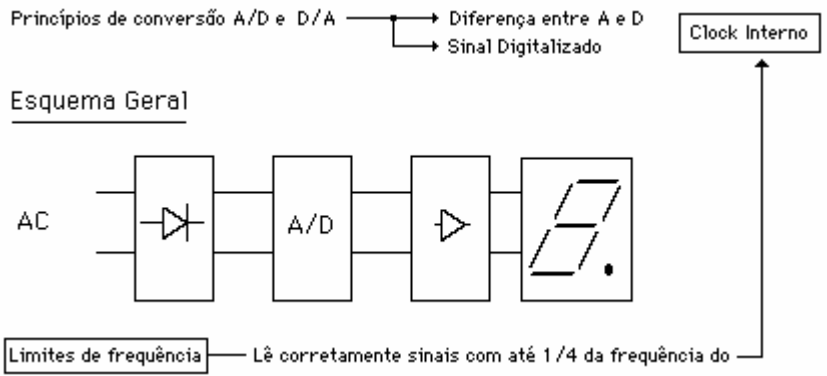 Princípios de conversão A/D e D/A
Diferença entre A e D
Sinal Digitalizado
Clock Interno
Esquema Geral
AC
A/D
Limites de frequência
Lê corretamente sinais com até 1/4 da frequência do